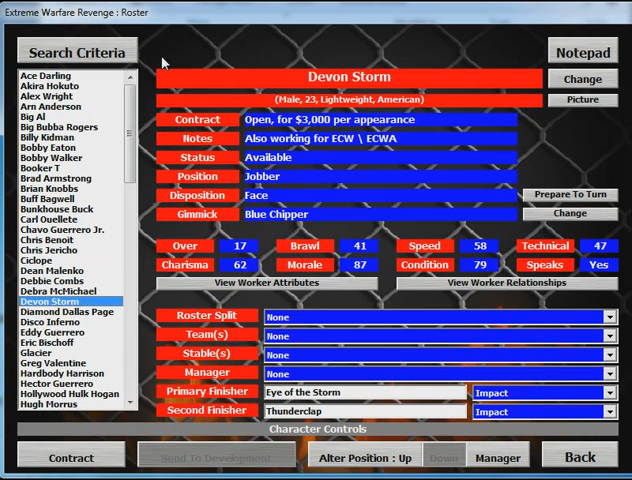 Extreme Warfare Revenge : Roster
Search Criteria
Notepad
Ace Darling
Akira Hokuto
Alex Wright
Arn Anderson
Big Al
Big Bubba Rogers
Billy Kidman
Bobby Eaton
Bobby Walker
Booker T
Brad Armstrong
Brian Knobbs
Buff Bagwell
Bunkhouse Buck
Carl Ouellete
Chavo Guerrero Jr.
Chris Benoit
Chris Jericho
Ciclope
Dean Malenko
Debbie Combs
Debra McMichael
Devon Storm
Diamond Dallas Page
Disco Inferno
Eddy Guerrero
Eric Bischoff
Glacier
Greg Valentine
Hardbody Harrison
Hector Guerrero
Hollywood Hulk Hogan
Hugh Morrus
Devon Storm
Change
(Male, 23, Lightweight, American)
Picture
Contract Open, for $3,000 per appearance
Notes Also working for ECW \ ECWA
Status Available
Position Jobber
Disposition Face Prepare To Turn
Gimmick Blue Chipper Change
Over 17 Brawl 41 Speed 58 Technical 47
Charisma 62 Morale 87 Condition 79 Speaks Yes
View Worker Attributes View Worker Relationships
Roster Split None
Team(s) None
Stable(s) None
Manager None
Primary Finisher Eye of the Storm Impact
Second Finisher Thunderclap Impact
Character Controls
Contract Send To Development Alter Position : Up Down Manager Back